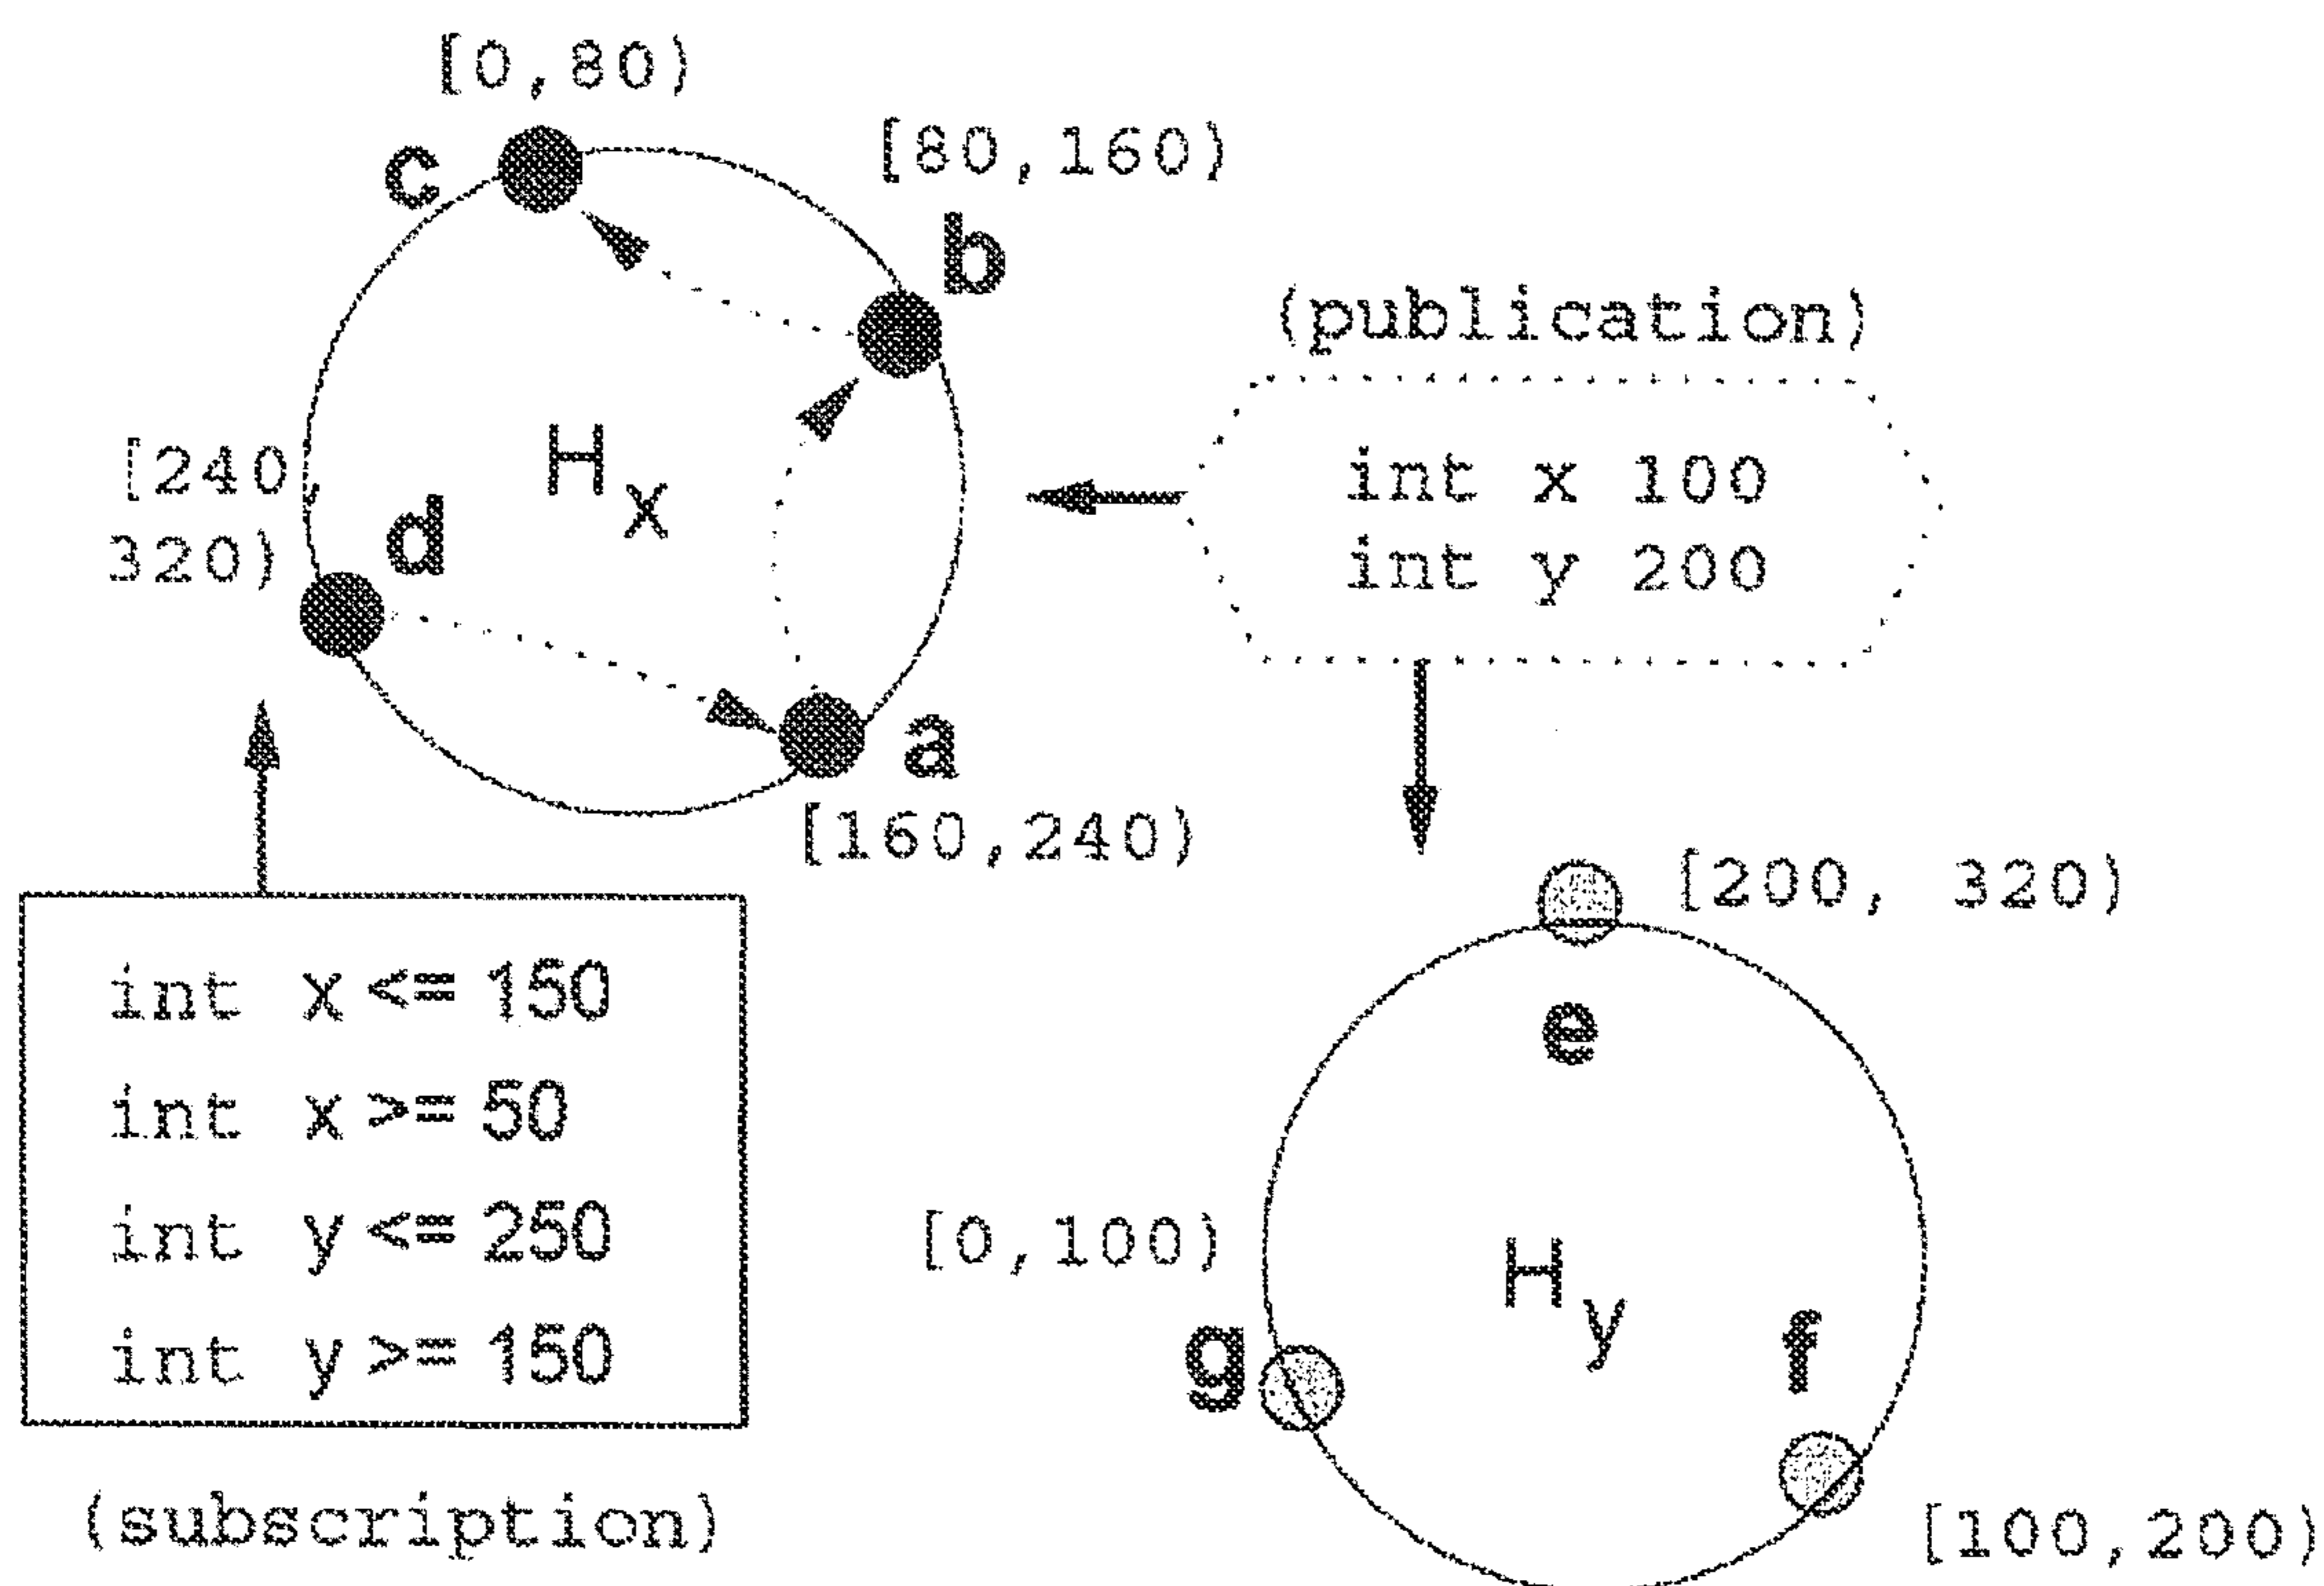 [0,80)
c
[80,160)
b
(publication)
int x 100
int y 200
H x
[240,
320)
d
a
[160,240)
int x <= 150
int x >= 50
int y <= 250
int y >= 150
(subscription)
[200, 320)
e
[0,100)
H y
g
f
[100,200)